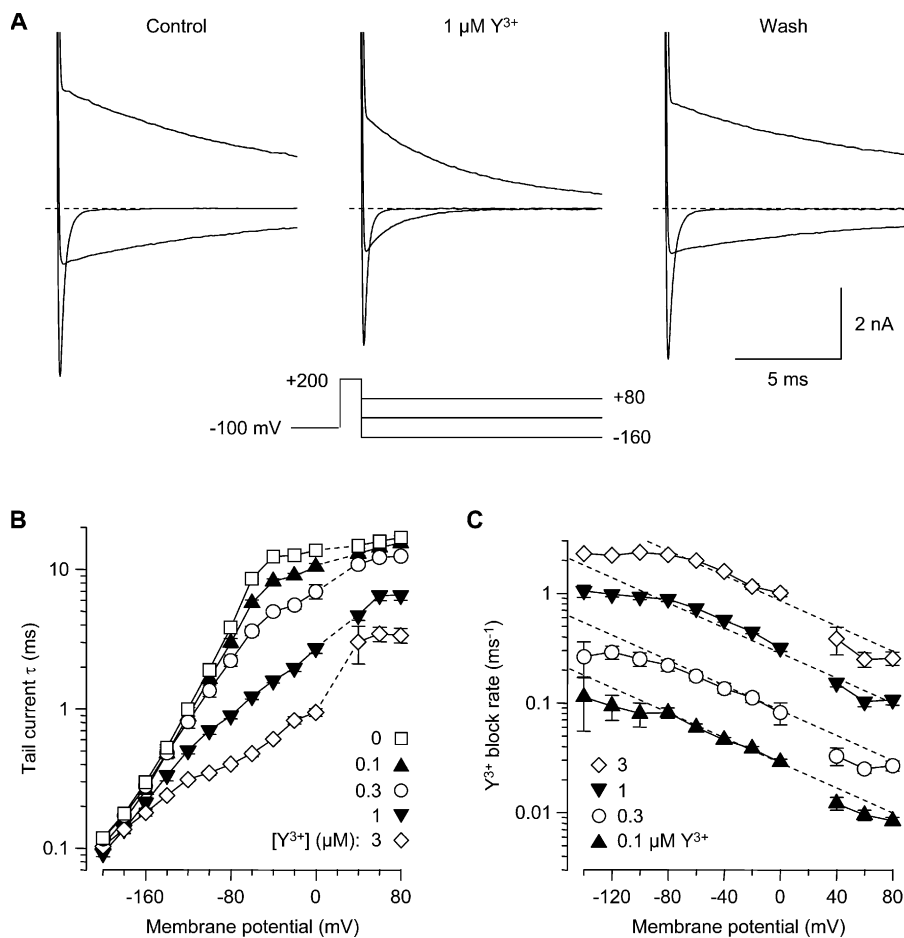 A
Control
1 µM Y³⁺
Wash
2 nA
5 ms
+200
-100 mV
+80
-160
B
Tail current τ (ms)
10
1
0.1
-160
-80
0
80
Membrane potential (mV)
0
0.1
0.3
1
[Y³⁺] (µM): 3
C
Y³⁺ block rate (ms⁻¹)
1
0.1
0.01
-120
-80
-40
0
40
80
Membrane potential (mV)
3
1
0.3
0.1 µM Y³⁺